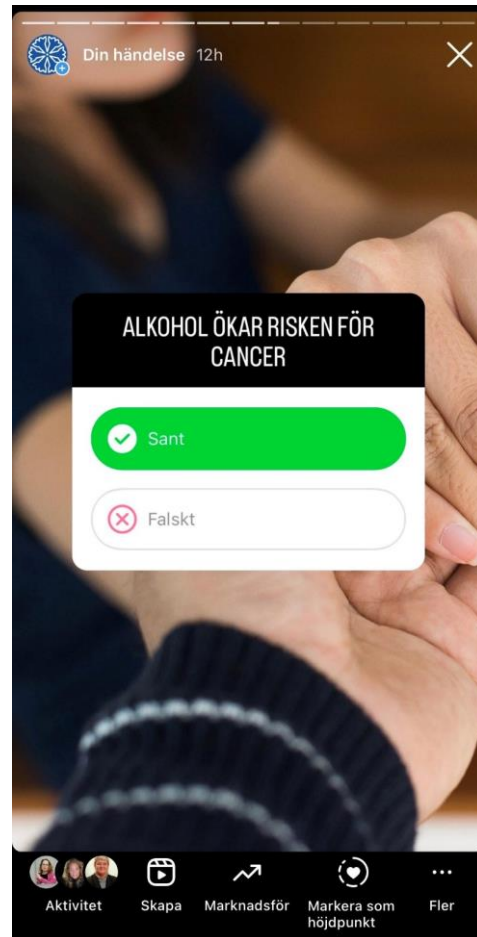 Din händelse 12h
ALKOHOL ÖKAR RISKEN FÖR
CANCER
Sant
Falskt
Aktivitet Skapa Marknadsför Markera som Fler
höjdpunkt